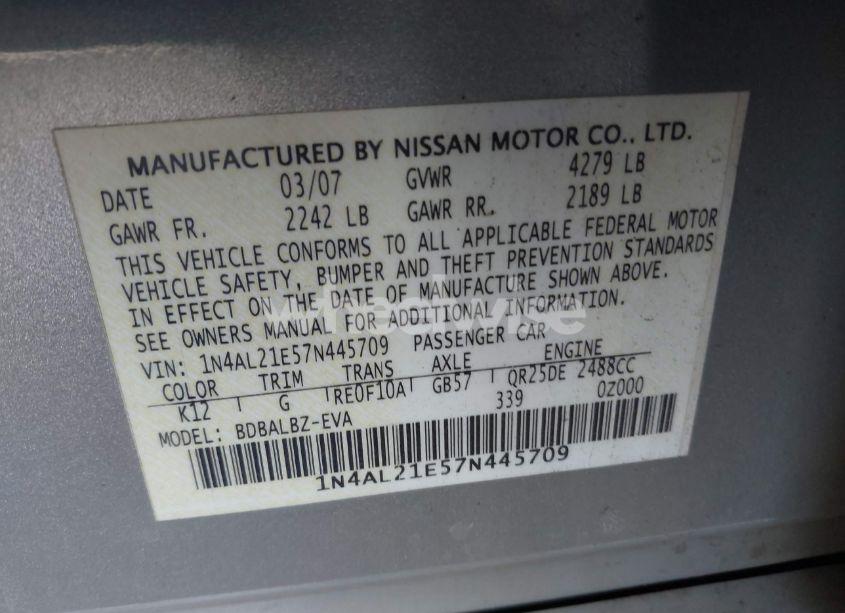 MANUFACTURED BY NISSAN MOTOR CO., LTD.
DATE 03/07 GVWR 4279 LB
GAWR FR. 2242 LB GAWR RR. 2189 LB
THIS VEHICLE CONFORMS TO ALL APPLICABLE FEDERAL MOTOR
VEHICLE SAFETY, BUMPER AND THEFT PREVENTION STANDARDS
IN EFFECT ON THE DATE OF MANUFACTURE SHOWN ABOVE.
SEE OWNERS MANUAL FOR ADDITIONAL INFORMATION.
VIN: 1N4AL21E57N445709 PASSENGER CAR
COLOR TRIM TRANS AXLE ENGINE
K12 G RE0F10A GB57 QR25DE 2488CC
339 0Z000
MODEL: BDBALBZ-EVA
1N4AL21E57N445709
wheelwise